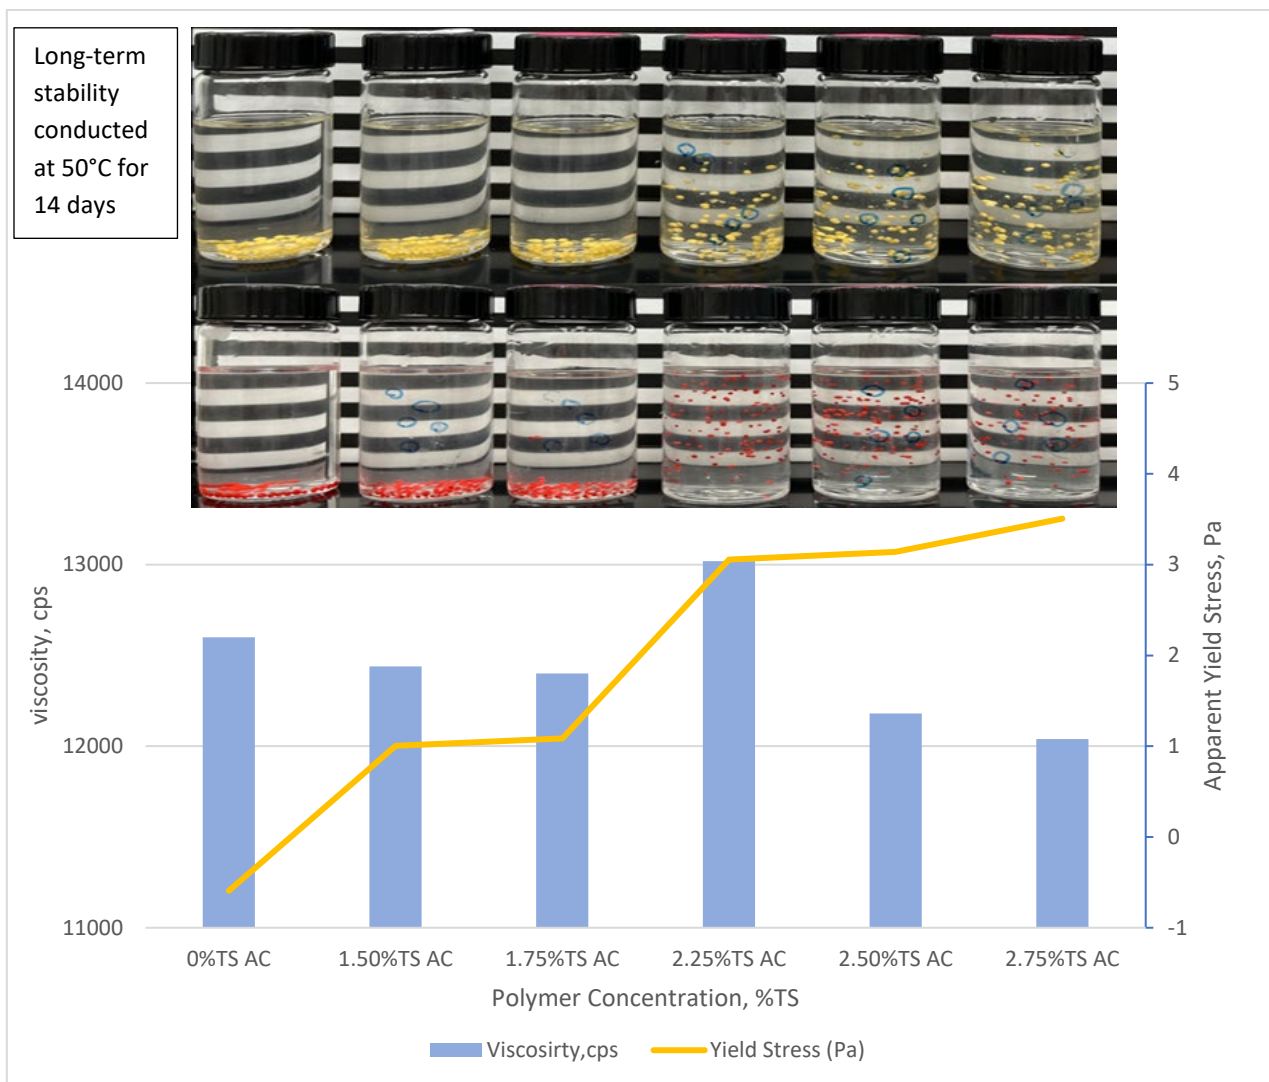 Long-term
stability
conducted
at 50°C for
14 days
14000
13000
12000
11000
viscosity, cps
5
4
3
2
1
0
-1
Apparent Yield Stress, Pa
0%TS AC
1.50%TS AC
1.75%TS AC
2.25%TS AC
2.50%TS AC
2.75%TS AC
Polymer Concentration, %TS
Viscosirty,cps
Yield Stress (Pa)